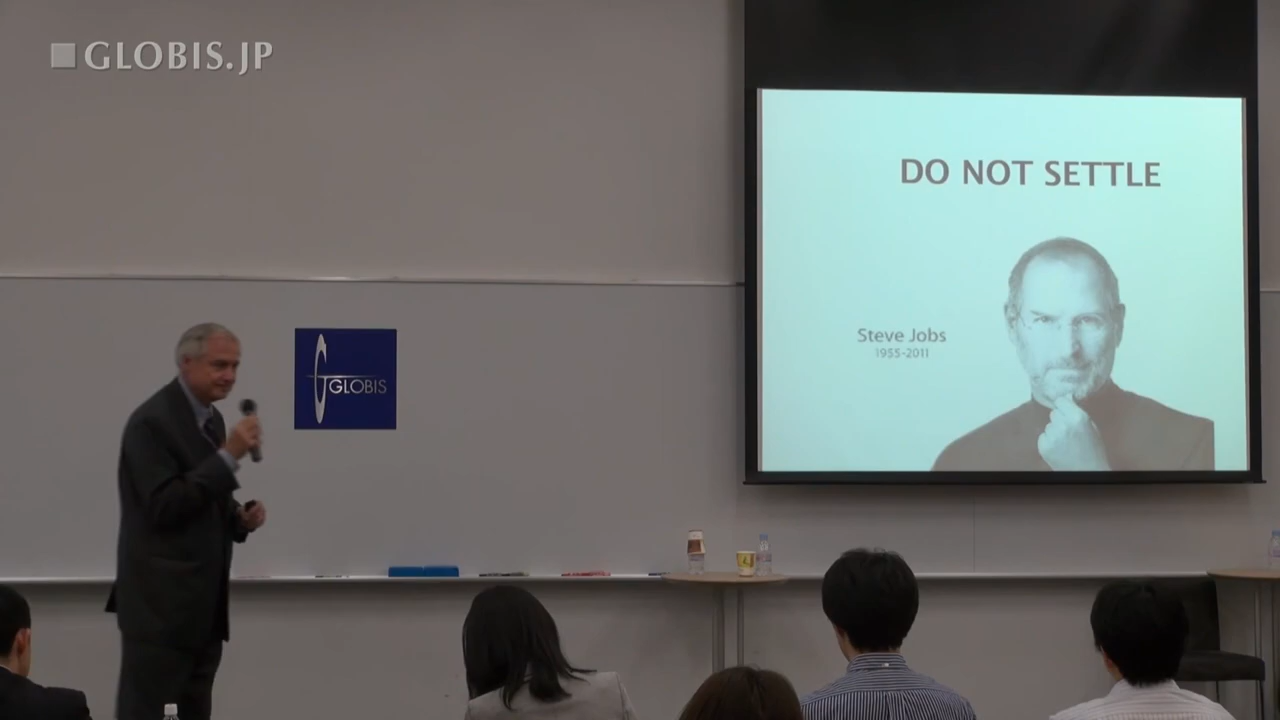 GLOBIS.JP
DO NOT SETTLE
Steve Jobs
1955-2011
GLOBIS